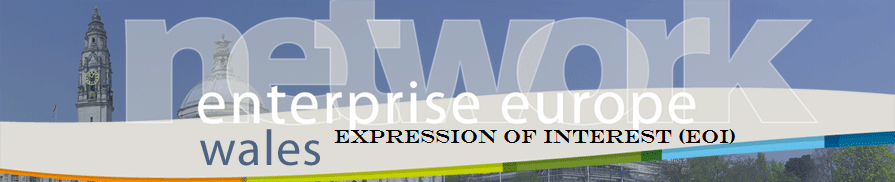 network
enterprise europe
wales
EXPRESSION OF INTEREST (EOI)